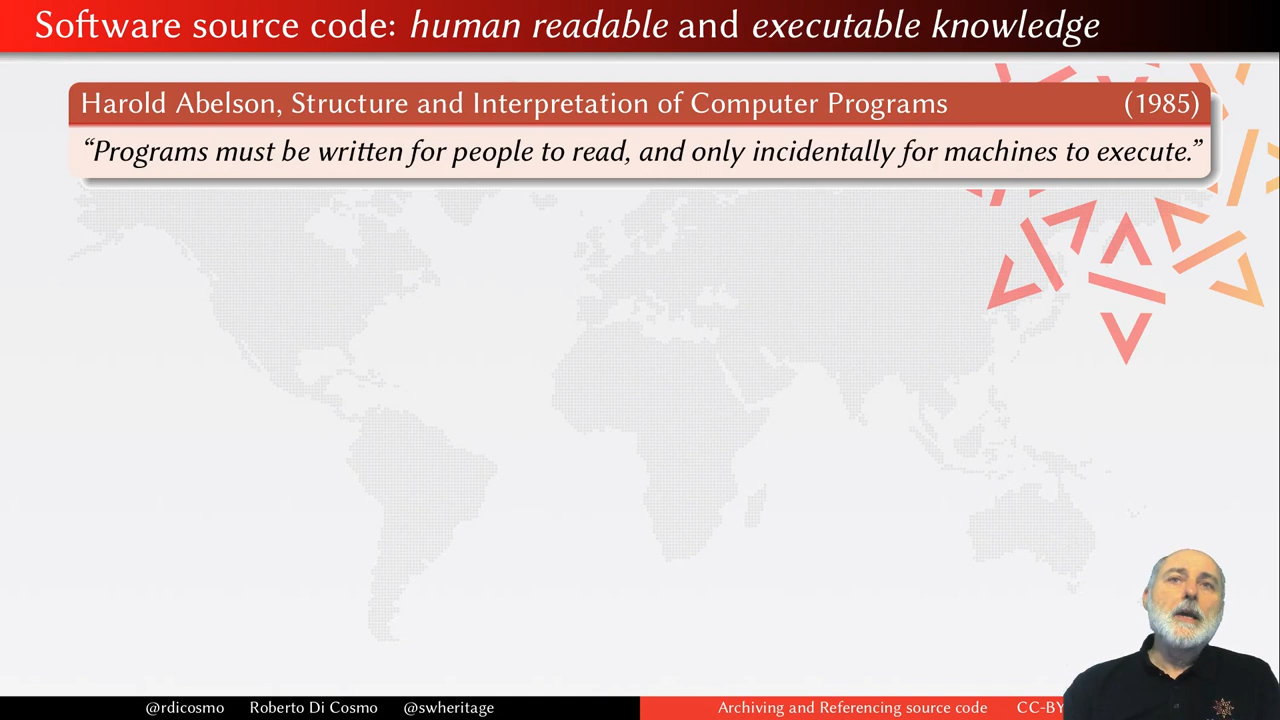 Software source code: human readable and executable knowledge
Harold Abelson, Structure and Interpretation of Computer Programs (1985)
“Programs must be written for people to read, and only incidentally for machines to execute.”
@rdicosmo Roberto Di Cosmo @swheritage Archiving and Referencing source code CC-BY